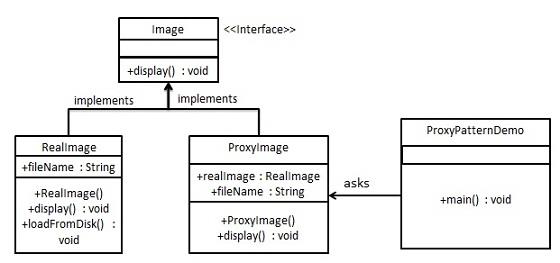 Image
<<Interface>>
+display() : void
implements
implements
RealImage
+fileName : String
+RealImage()
+display() : void
+loadFromDisk() :
void
ProxyImage
+realImage : RealImage
+fileName : String
+ProxyImage()
+display() : void
asks
ProxyPatternDemo
+main() : void